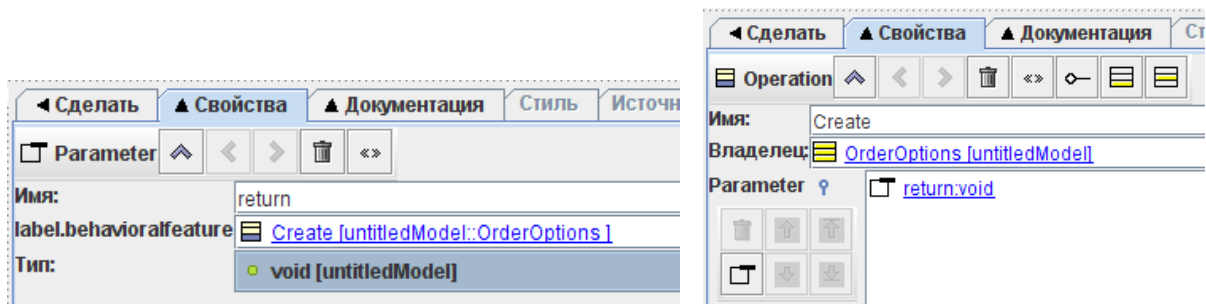 Сделать Свойства Документация Стиль
Parameter «»
Имя: return
label.behavioralfeature Create [untitledModel::OrderOptions ]
Тип: void [untitledModel]
Сделать Свойства Документация
Operation «»
Имя: Create
Владелец: OrderOptions [untitledModel]
Parameter return:void